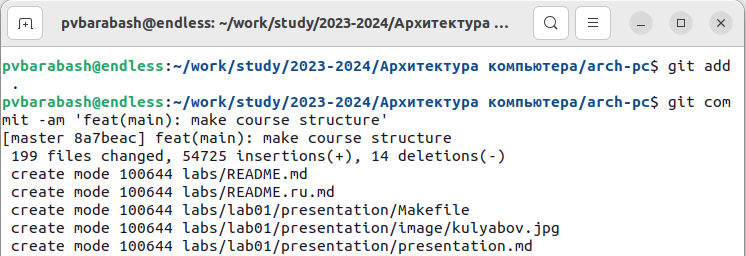 pvbarabash@endless: ~/work/study/2023-2024/Архитектура ...
pvbarabash@endless:~/work/study/2023-2024/Архитектура компьютера/arch-pc$ git add
 .
pvbarabash@endless:~/work/study/2023-2024/Архитектура компьютера/arch-pc$ git com
mit -am 'feat(main): make course structure'
[master 8a7beac] feat(main): make course structure
 199 files changed, 54725 insertions(+), 14 deletions(-)
 create mode 100644 labs/README.md
 create mode 100644 labs/README.ru.md
 create mode 100644 labs/lab01/presentation/Makefile
 create mode 100644 labs/lab01/presentation/image/kulyabov.jpg
 create mode 100644 labs/lab01/presentation/presentation.md